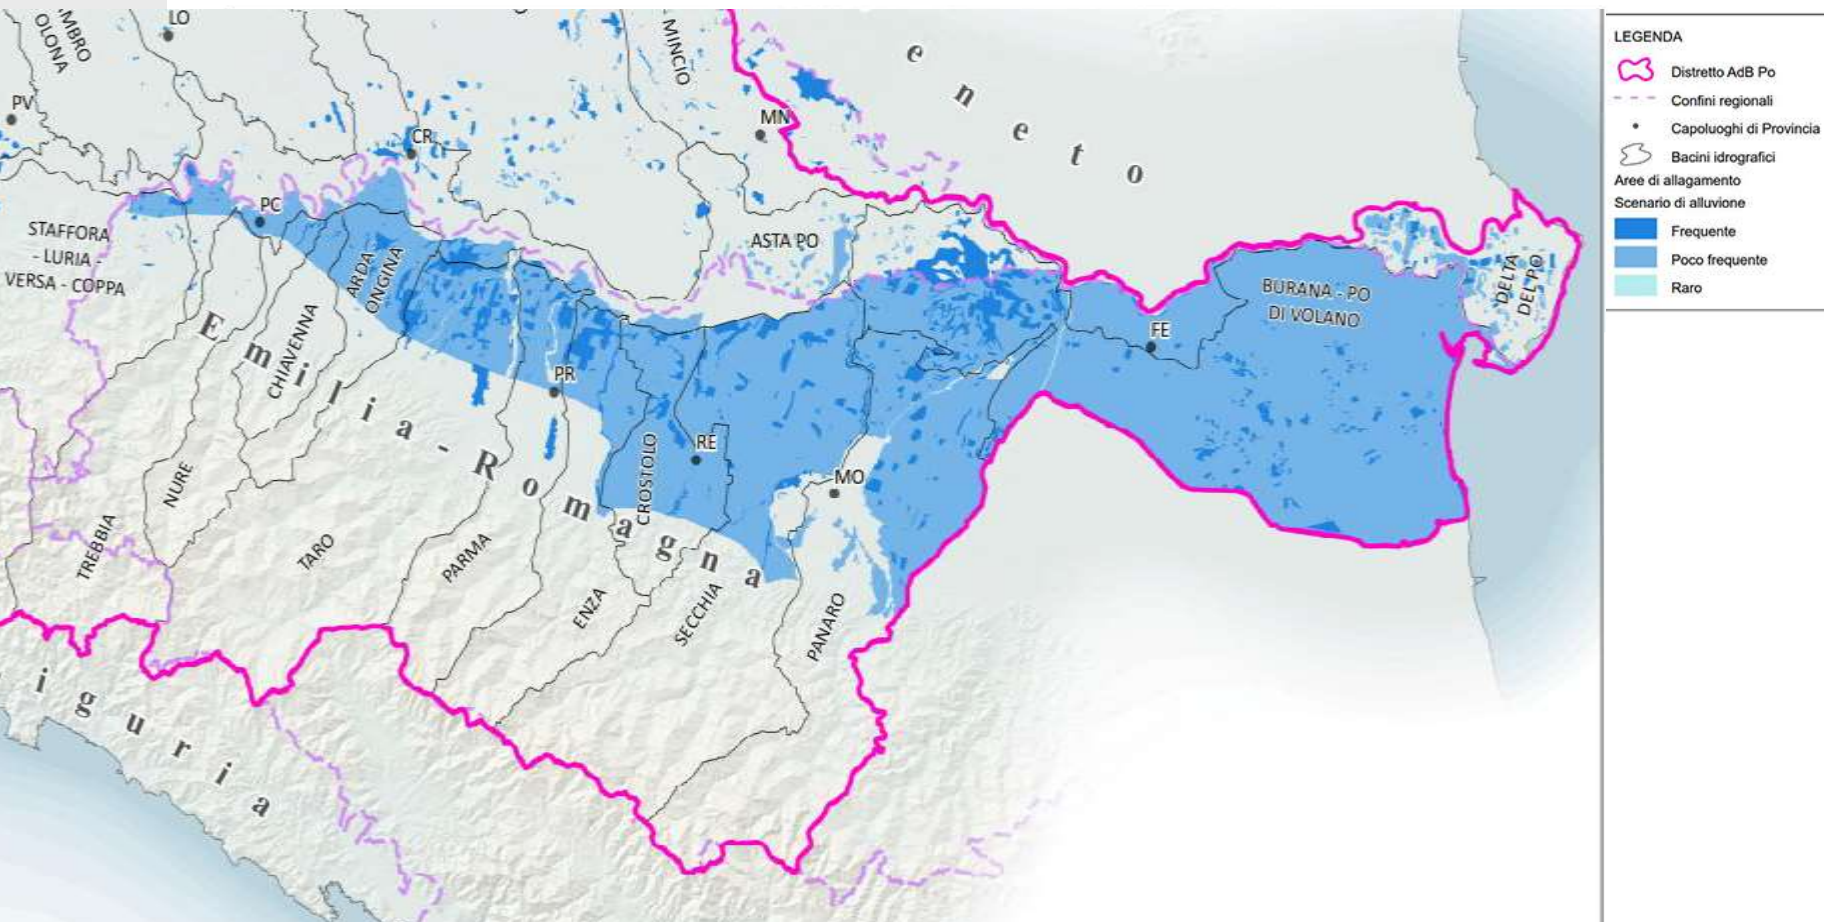 LO
MBRO
OLONA
MINCIO
PV
CR
MN
e n e t o
PC
STAFFORA
- LURIA -
VERSA - COPPA
ARDA
ONGINA
ASTA PO
BURANA - PO
DI VOLANO
DELTA
DEL PO
FE
CHIAVENNA
PR
Emilia-Romagna
CROSTOLO
RE
MO
NURE
TREBBIA
TARO
PARMA
ENZA
SECCHIA
PANARO
i g u r i a
LEGENDA
Distretto AdB Po
Confini regionali
Capoluoghi di Provincia
Bacini idrografici
Aree di allagamento
Scenario di alluvione
Frequente
Poco frequente
Raro